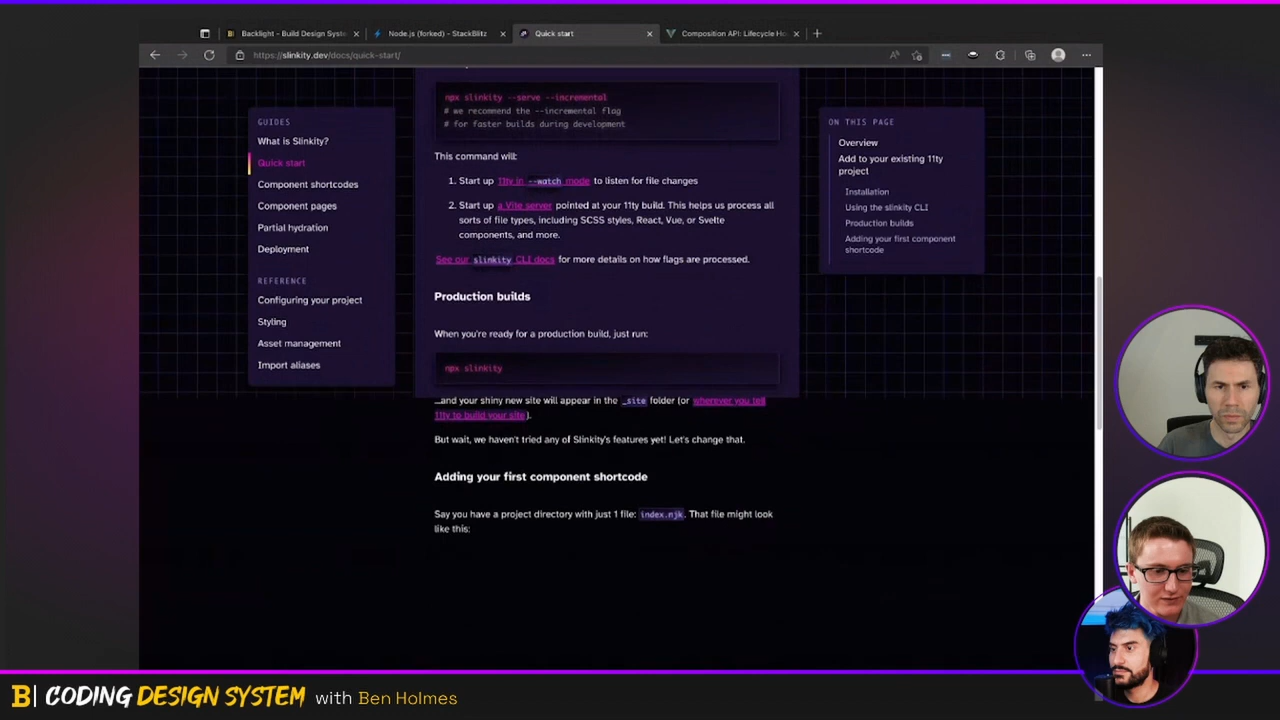 Backlight - Build Design Syste
Node.js (forked) - StackBlitz
Quick start
Composition API: Lifecycle Ho
https://slinkity.dev/docs/quick-start/
GUIDES
What is Slinkity?
Quick start
Component shortcodes
Component pages
Partial hydration
Deployment
REFERENCE
Configuring your project
Styling
Asset management
Import aliases
npx slinkity --serve --incremental
# we recommend the --incremental flag
# for faster builds during development
This command will:
1. Start up 11ty in --watch mode to listen for file changes
2. Start up a Vite server pointed at your 11ty build. This helps us process all
sorts of file types, including SCSS styles, React, Vue, or Svelte
components, and more.
See our slinkity CLI docs for more details on how flags are processed.
Production builds
When you're ready for a production build, just run:
npx slinkity
...and your shiny new site will appear in the _site folder (or wherever you tell
11ty to build your site).
But wait, we haven't tried any of Slinkity's features yet! Let's change that.
Adding your first component shortcode
Say you have a project directory with just 1 file: index.njk. That file might look
like this:
ON THIS PAGE
Overview
Add to your existing 11ty
project
Installation
Using the slinkity CLI
Production builds
Adding your first component
shortcode
B| CODING DESIGN SYSTEM with Ben Holmes